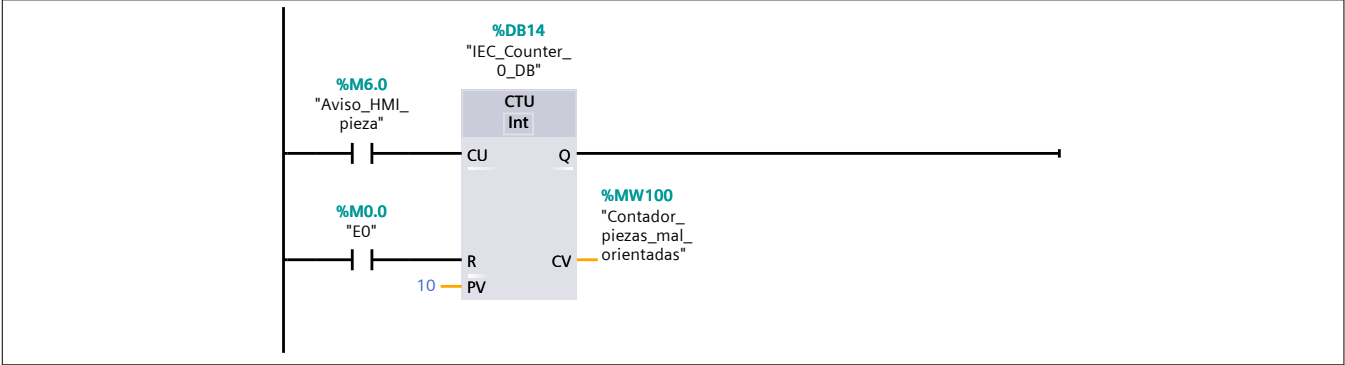 %DB14
"IEC_Counter_
0_DB"
%M6.0
"Aviso_HMI_
pieza"
CTU
Int
CU
Q
%MW100
"Contador_
piezas_mal_
orientadas"
%M0.0
"E0"
R
CV
10
PV